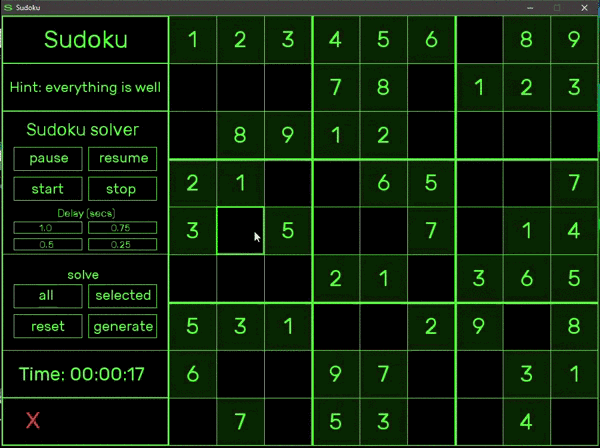 Sudoku
Sudoku
Hint: everything is well
Sudoku solver
pause resume
start stop
Delay (secs)
1.0 0.75
0.5 0.25
solve
all selected
reset generate
Time: 00:00:17
X
1 2 3 4 5 6 8 9
7 8 1 2 3
8 9 1 2
2 1 6 5 7
3 5 7 1 4
2 1 3 6 5
5 3 1 2 9 8
6 9 7 3 1
7 5 3 4